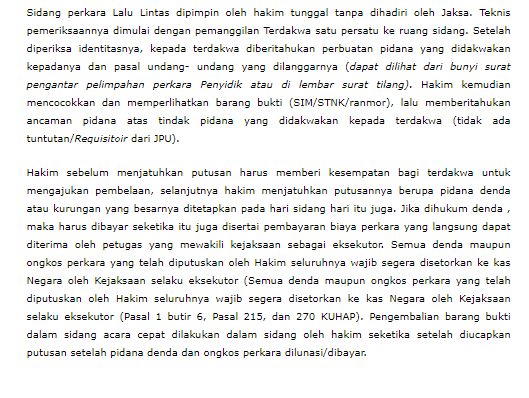 Sidang perkara Lalu Lintas dipimpin oleh hakim tunggal tanpa dihadiri oleh Jaksa. Teknis
pemeriksaannya dimulai dengan pemanggilan Terdakwa satu persatu ke ruang sidang. Setelah
diperiksa identitasnya, kepada terdakwa diberitahukan perbuatan pidana yang didakwakan
kepadanya dan pasal undang- undang yang dilanggarnya (dapat dilihat dari bunyi surat
pengantar pelimpahan perkara Penyidik atau di lembar surat tilang). Hakim kemudian
mencocokkan dan memperlihatkan barang bukti (SIM/STNK/ranmor), lalu memberitahukan
ancaman pidana atas tindak pidana yang didakwakan kepada terdakwa (tidak ada
tuntutan/Requisitoir dari JPU).
Hakim sebelum menjatuhkan putusan harus memberi kesempatan bagi terdakwa untuk
mengajukan pembelaan, selanjutnya hakim menjatuhkan putusannya berupa pidana denda
atau kurungan yang besarnya ditetapkan pada hari sidang hari itu juga. Jika dihukum denda ,
maka harus dibayar seketika itu juga disertai pembayaran biaya perkara yang langsung dapat
diterima oleh petugas yang mewakili kejaksaan sebagai eksekutor. Semua denda maupun
ongkos perkara yang telah diputuskan oleh Hakim seluruhnya wajib segera disetorkan ke kas
Negara oleh Kejaksaan selaku eksekutor (Semua denda maupun ongkos perkara yang telah
diputuskan oleh Hakim seluruhnya wajib segera disetorkan ke kas Negara oleh Kejaksaan
selaku eksekutor (Pasal 1 butir 6, Pasal 215, dan 270 KUHAP). Pengembalian barang bukti
dalam sidang acara cepat dilakukan dalam sidang oleh hakim seketika setelah diucapkan
putusan setelah pidana denda dan ongkos perkara dilunasi/dibayar.